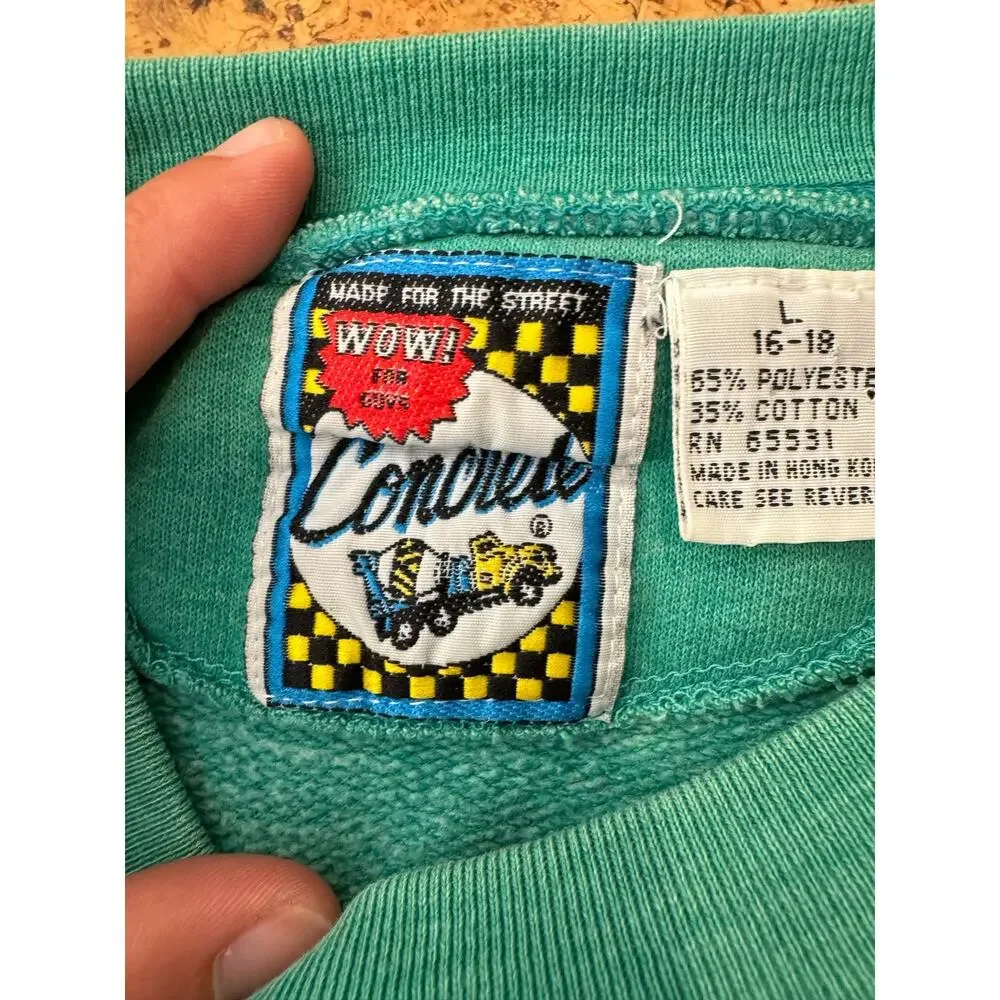 MADE FOR THE STREET
WOW!
FOR
GUYS
Concrete
®
L
16-18
65% POLYESTE
35% COTTON
RN 65531
MADE IN HONG KO
CARE SEE REVER